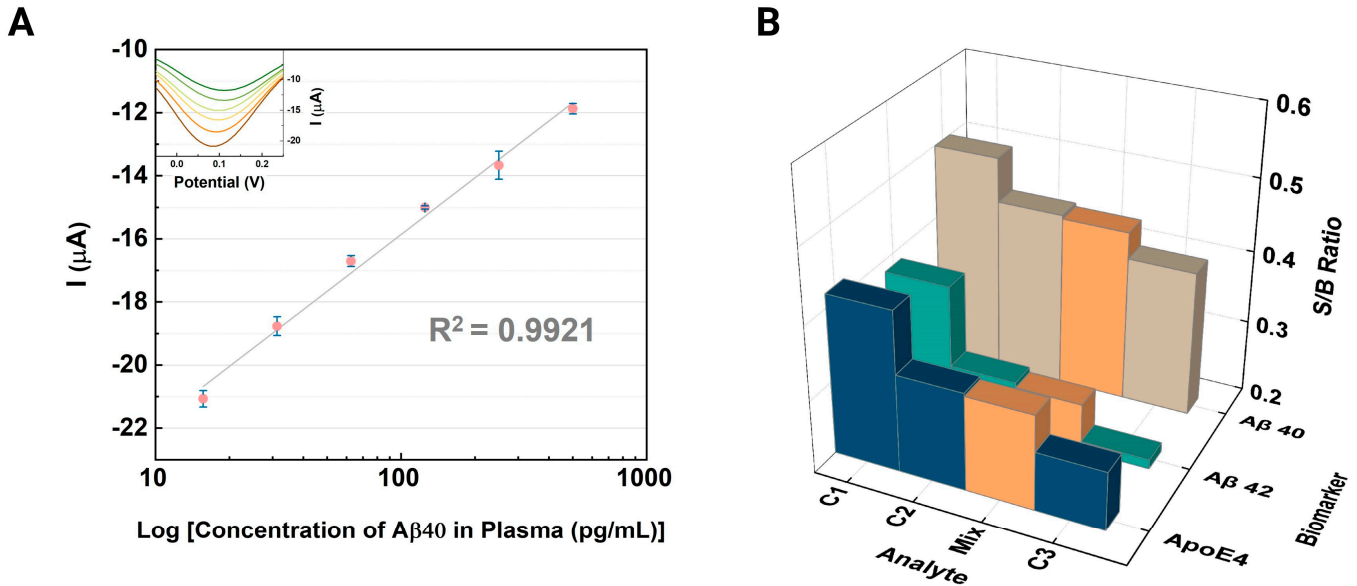 A
-10
-12
-14
-16
-18
-20
-22
I (μA)
-10
-15
-20
I (μA)
0.0
0.1
0.2
Potential (V)
R² = 0.9921
10
100
1000
Log [Concentration of Aβ40 in Plasma (pg/mL)]
B
0.6
0.5
0.4
0.3
0.2
S/B Ratio
Aβ 40
Aβ 42
ApoE4
Biomarker
C1
C2
Mix
C3
Analyte